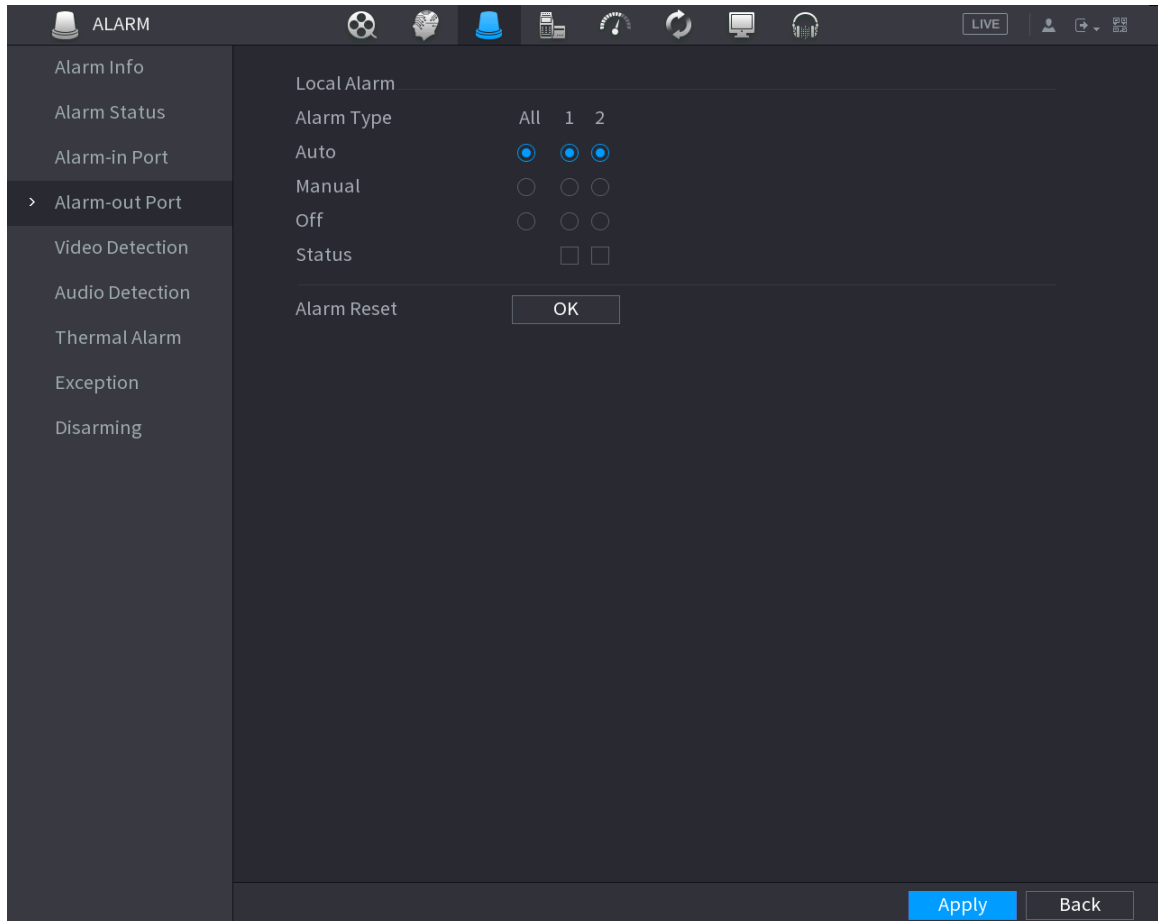 ALARM
LIVE
Alarm Info
Alarm Status
Alarm-in Port
Alarm-out Port
Video Detection
Audio Detection
Thermal Alarm
Exception
Disarming
Local Alarm
Alarm Type All 1 2
Auto
Manual
Off
Status
Alarm Reset OK
Apply Back